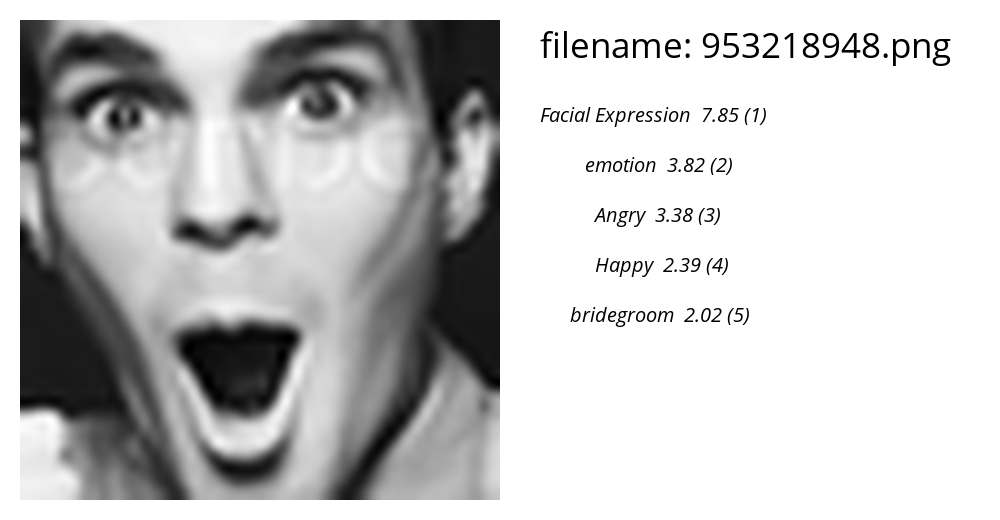 filename: 953218948.png
Facial Expression 7.85 (1)
emotion 3.82 (2)
Angry 3.38 (3)
Happy 2.39 (4)
bridegroom 2.02 (5)